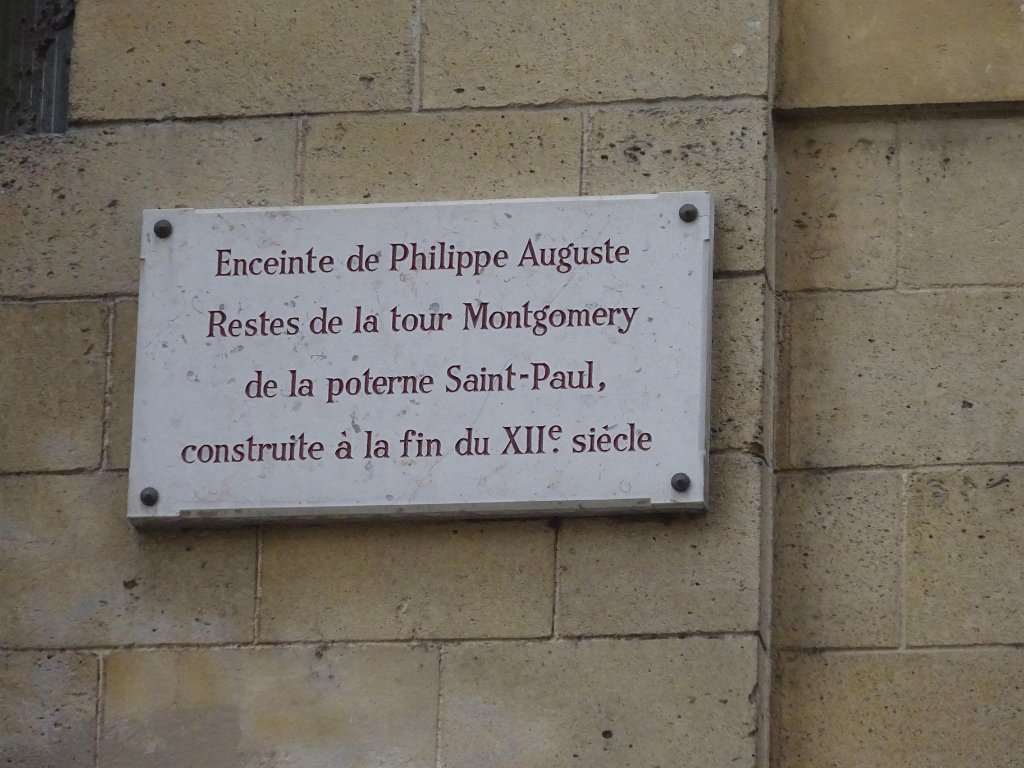 Enceinte de Philippe Auguste
Restes de la tour Montgomery
de la poterne Saint-Paul,
construite à la fin du XIIe. siècle